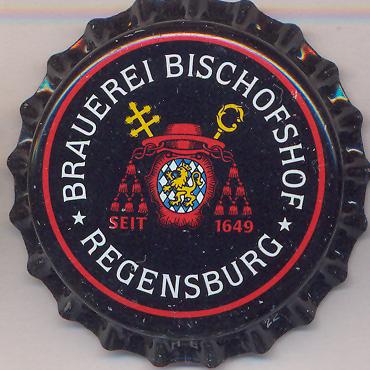 BRAUEREI BISCHOFSHOF
SEIT 1649
REGENSBURG